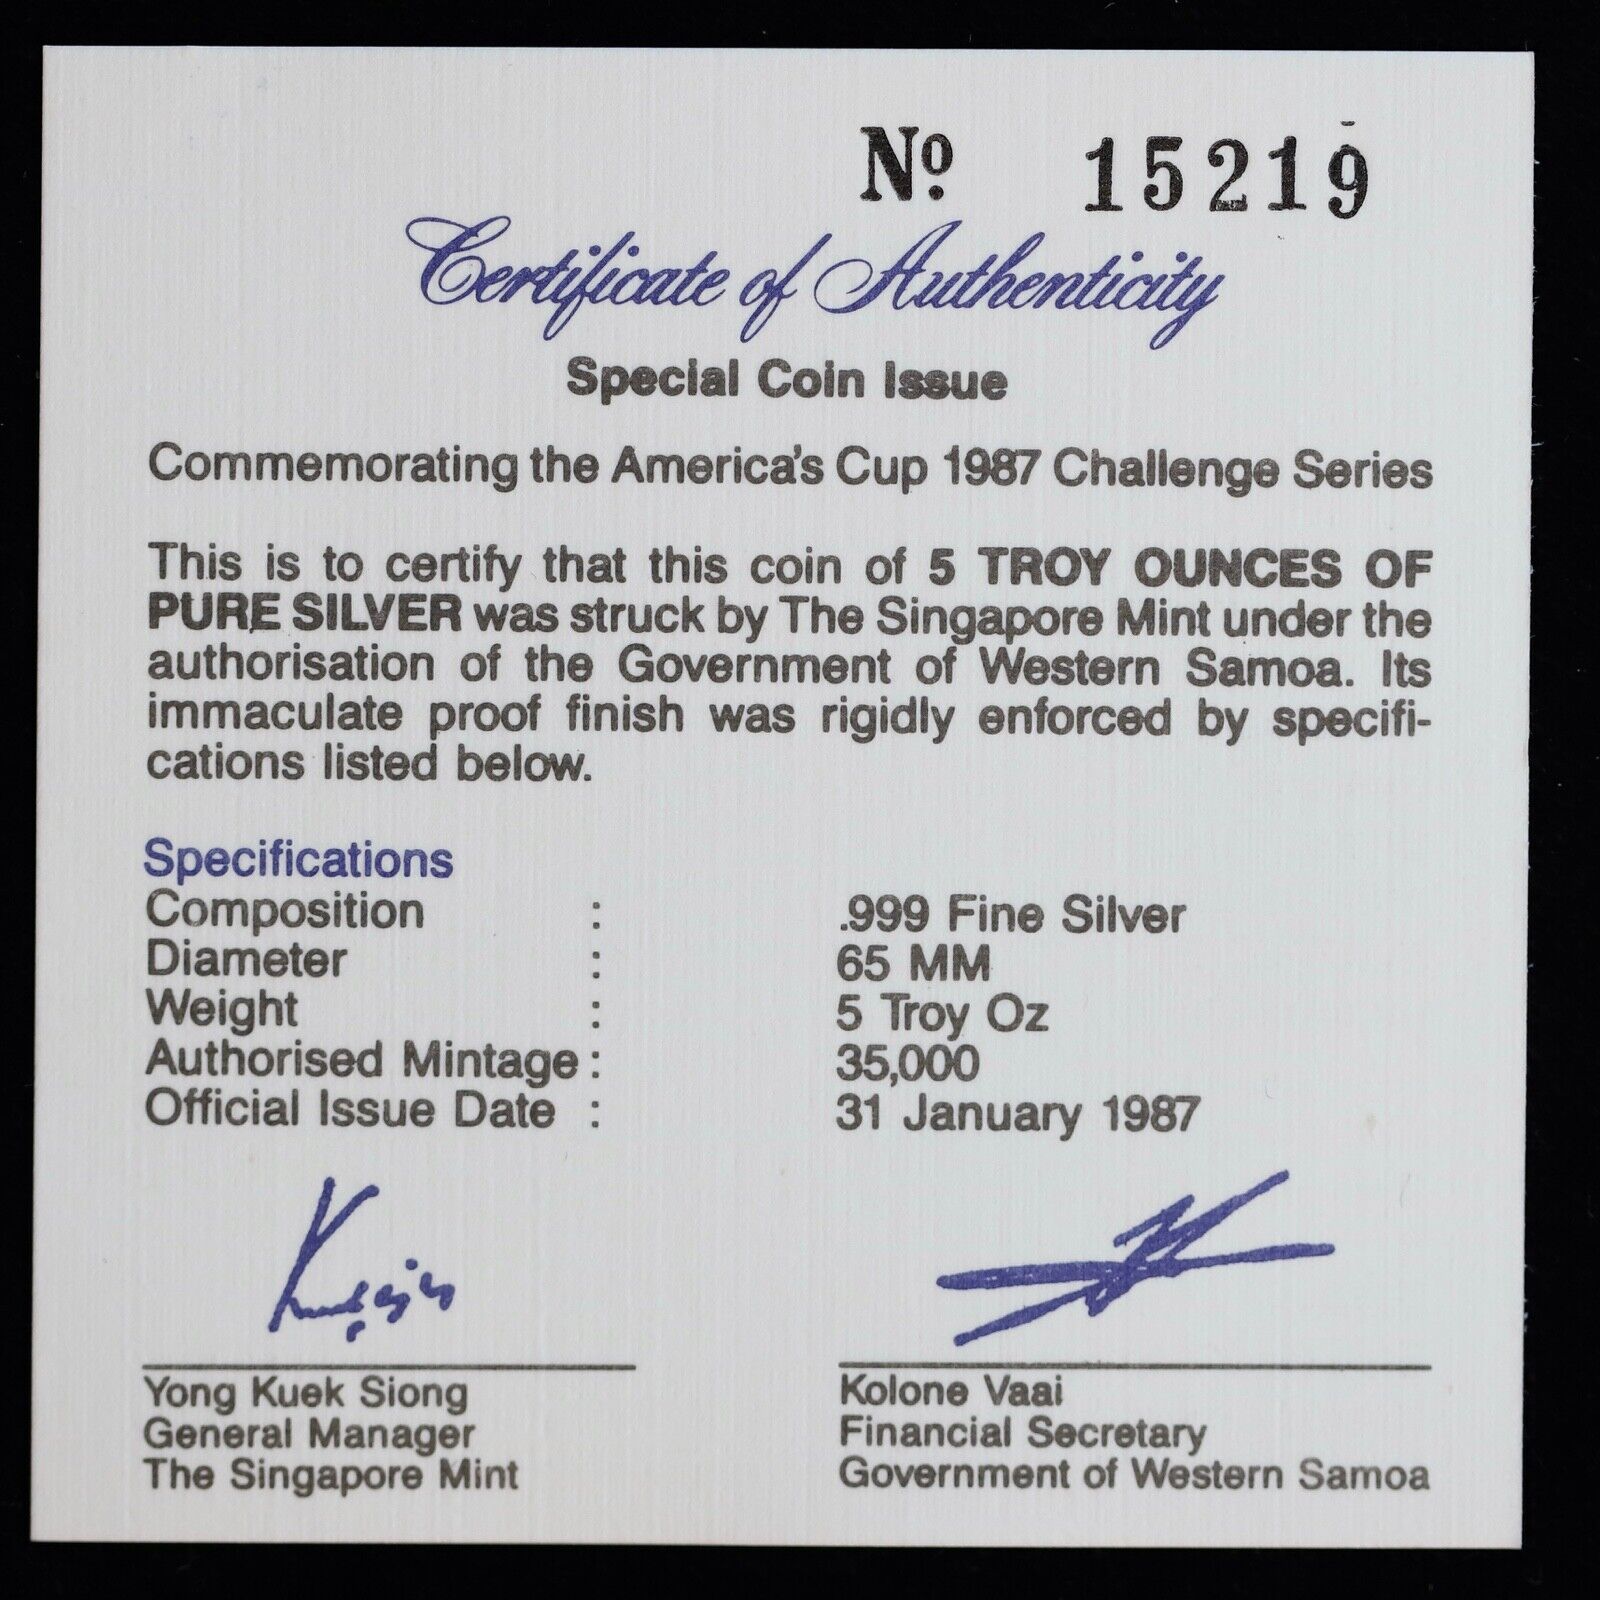 No. 15219
Certificate of Authenticity
Special Coin Issue
Commemorating the America's Cup 1987 Challenge Series
This is to certify that this coin of 5 TROY OUNCES OF
PURE SILVER was struck by The Singapore Mint under the
authorisation of the Government of Western Samoa. Its
immaculate proof finish was rigidly enforced by specifi-
cations listed below.
Specifications
Composition : .999 Fine Silver
Diameter : 65 MM
Weight : 5 Troy Oz
Authorised Mintage : 35,000
Official Issue Date : 31 January 1987
Yong Kuek Siong Kolone Vaai
General Manager Financial Secretary
The Singapore Mint Government of Western Samoa